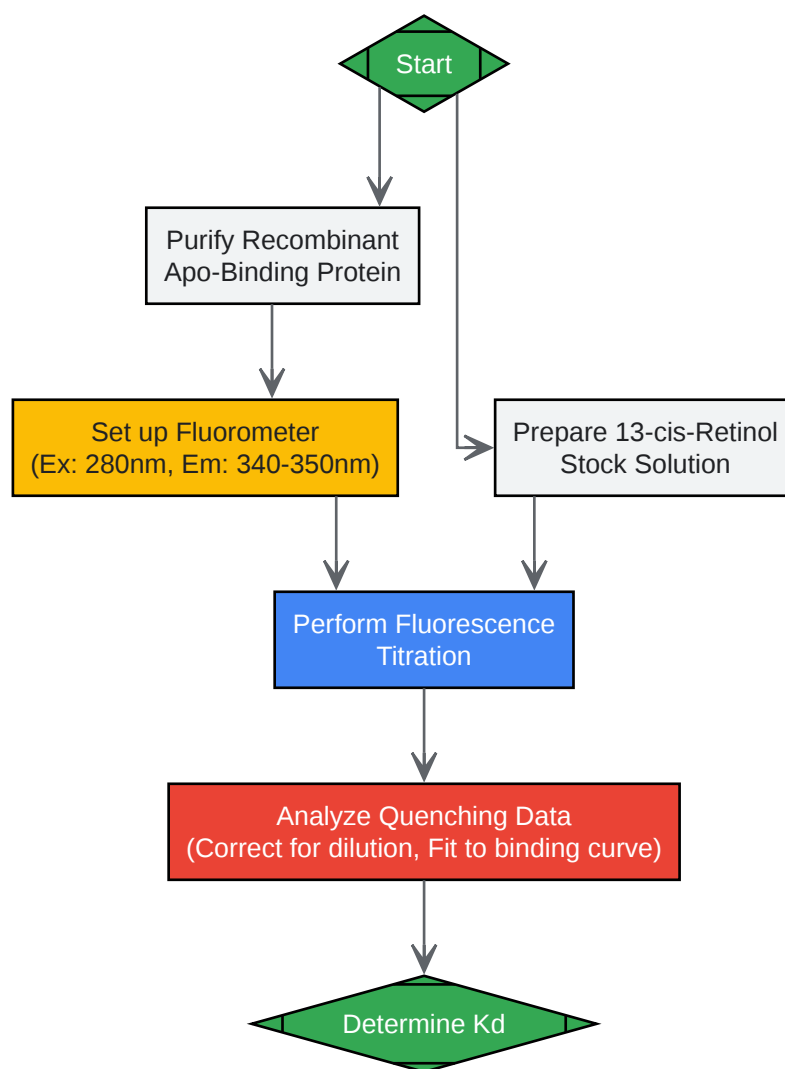 Start
Purify Recombinant
Apo-Binding Protein
Set up Fluorometer
(Ex: 280nm, Em: 340-350nm)
Prepare 13-cis-Retinol
Stock Solution
Perform Fluorescence
Titration
Analyze Quenching Data
(Correct for dilution, Fit to binding curve)
Determine Kd